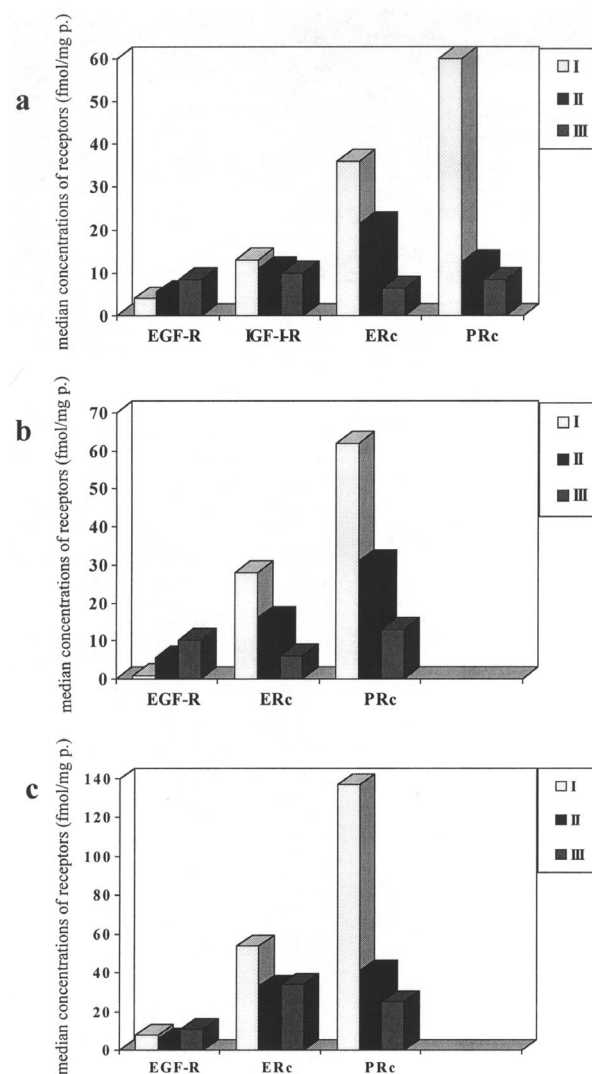 a
median concentrations of receptors (fmol/mg p.)
60
50
40
30
20
10
0
EGF-R IGF-I-R ERc PRc
I
II
III
b
median concentrations of receptors (fmol/mg p.)
70
60
50
40
30
20
10
0
EGF-R ERc PRc
I
II
III
c
median concentrations of receptors (fmol/mg p.)
140
120
100
80
60
40
20
0
EGF-R ERc PRc
I
II
III